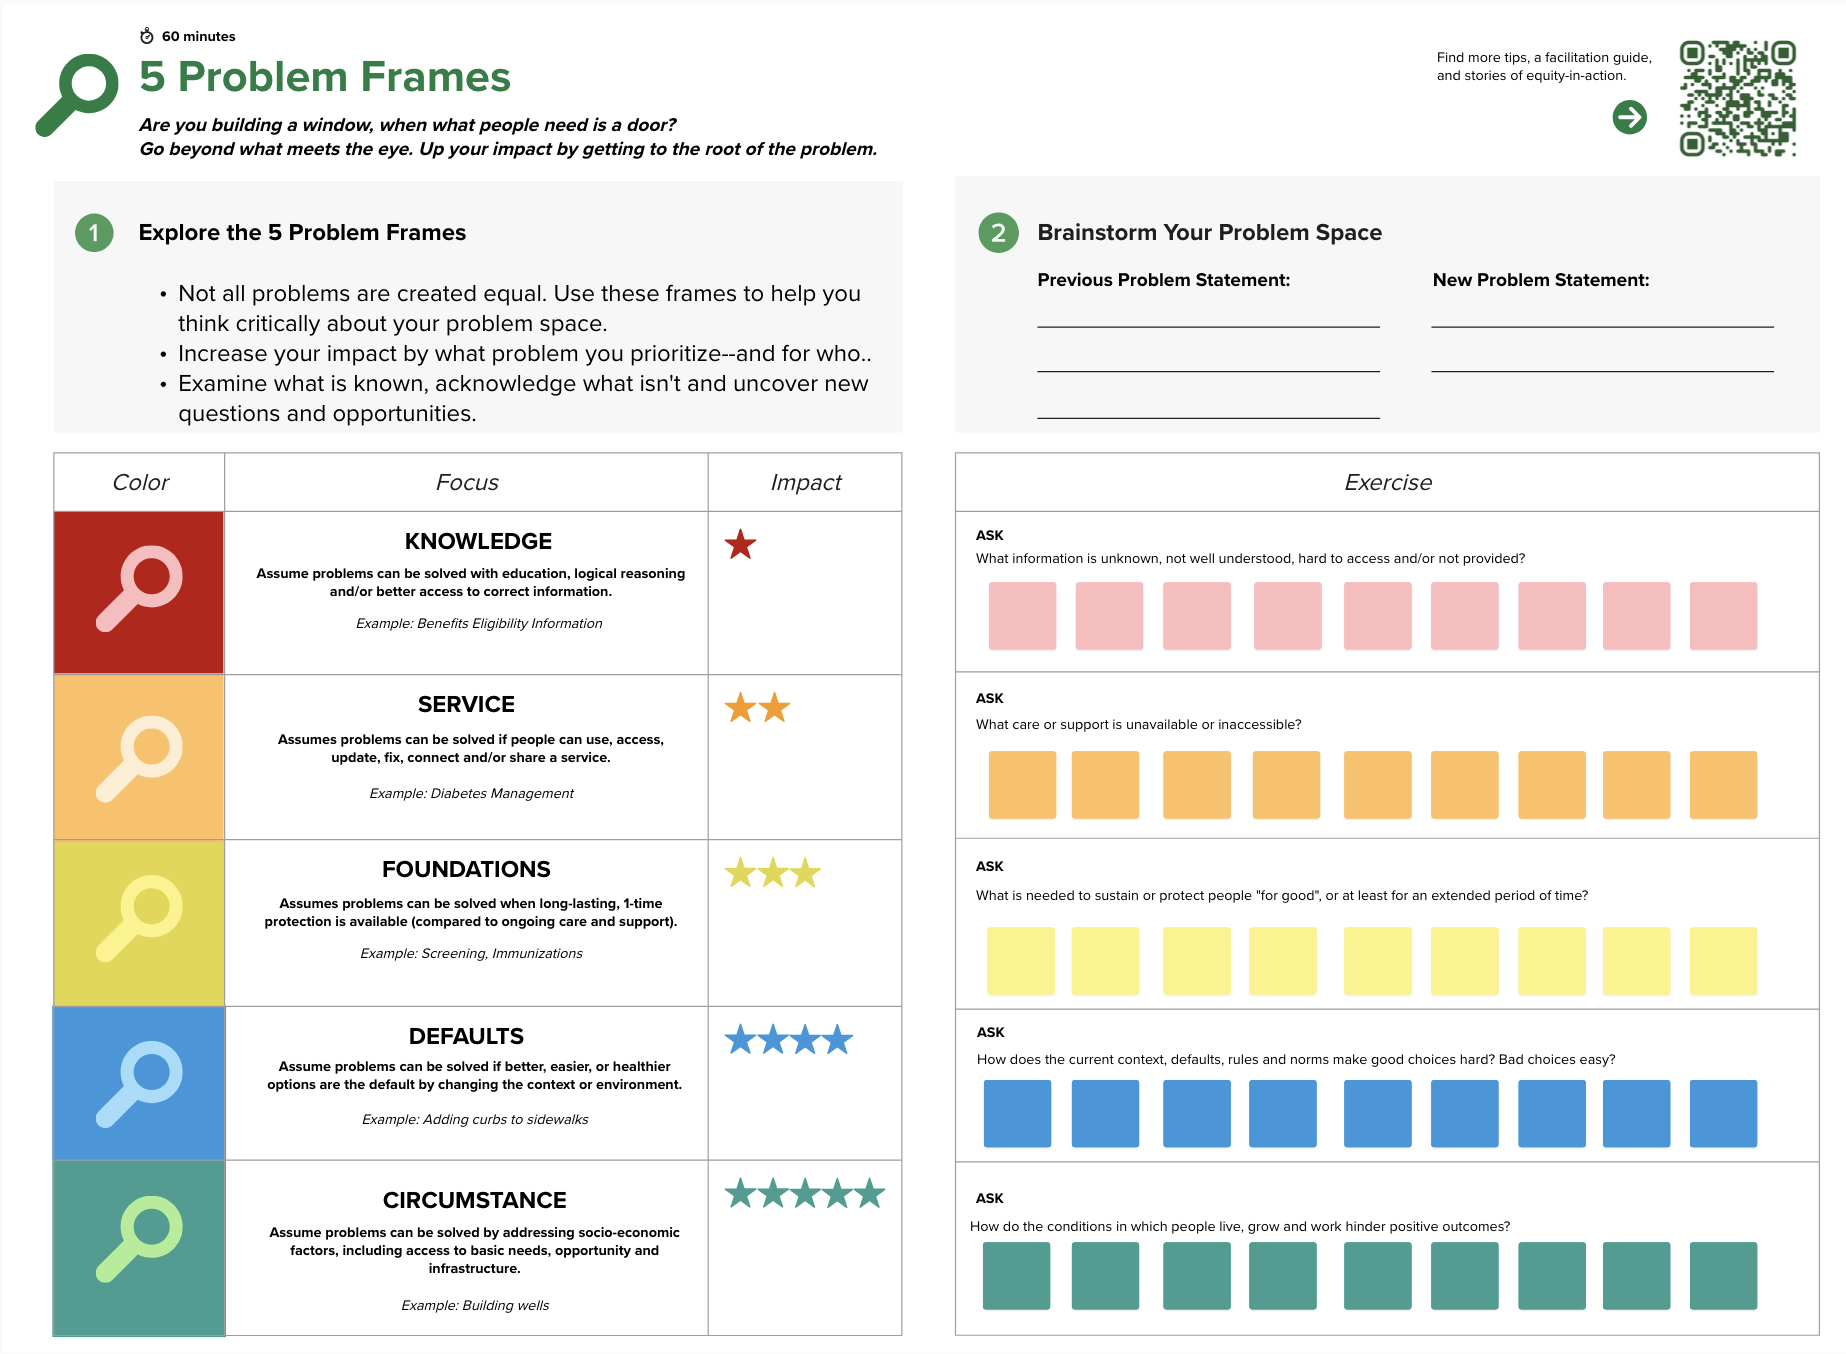 60 minutes
5 Problem Frames
Are you building a window, when what people need is a door?
Go beyond what meets the eye. Up your impact by getting to the root of the problem.
Find more tips, a facilitation guide,
and stories of equity-in-action.
1
Explore the 5 Problem Frames
• Not all problems are created equal. Use these frames to help you
think critically about your problem space.
• Increase your impact by what problem you prioritize--and for who..
• Examine what is known, acknowledge what isn't and uncover new
questions and opportunities.
2
Brainstorm Your Problem Space
Previous Problem Statement:
New Problem Statement:
Color
Focus
Impact
KNOWLEDGE
Assume problems can be solved with education, logical reasoning
and/or better access to correct information.
Example: Benefits Eligibility Information
SERVICE
Assumes problems can be solved if people can use, access,
update, fix, connect and/or share a service.
Example: Diabetes Management
FOUNDATIONS
Assumes problems can be solved when long-lasting, 1-time
protection is available (compared to ongoing care and support).
Example: Screening, Immunizations
DEFAULTS
Assume problems can be solved if better, easier, or healthier
options are the default by changing the context or environment.
Example: Adding curbs to sidewalks
CIRCUMSTANCE
Assume problems can be solved by addressing socio-economic
factors, including access to basic needs, opportunity and
infrastructure.
Example: Building wells
Exercise
ASK
What information is unknown, not well understood, hard to access and/or not provided?
ASK
What care or support is unavailable or inaccessible?
ASK
What is needed to sustain or protect people "for good", or at least for an extended period of time?
ASK
How does the current context, defaults, rules and norms make good choices hard? Bad choices easy?
ASK
How do the conditions in which people live, grow and work hinder positive outcomes?